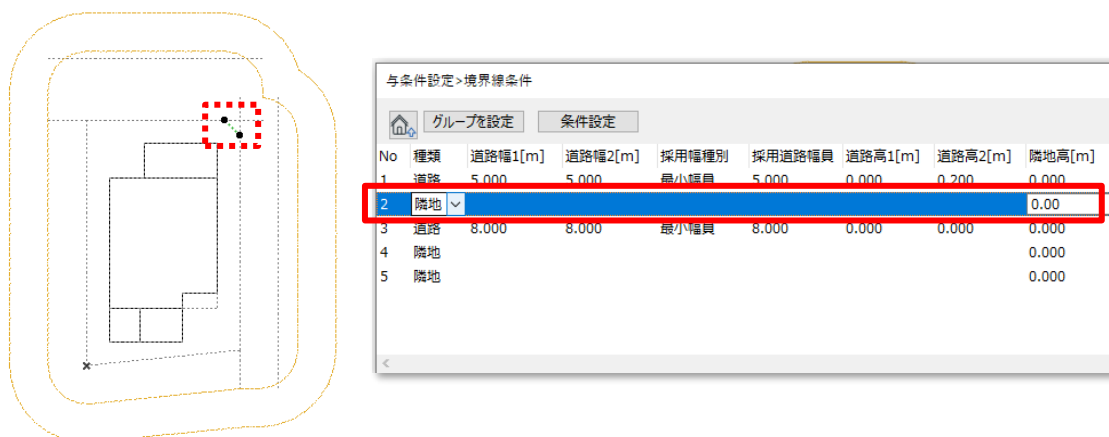 与条件設定>境界線条件
グループを設定 条件設定
No 種類 道路幅1[m] 道路幅2[m] 採用幅種別 採用道路幅員 道路高1[m] 道路高2[m] 隣地高[m]
1 道路 5.000 5.000 最小幅員 5.000 0.000 0.200 0.000
2 隣地 0.00
3 道路 8.000 8.000 最小幅員 8.000 0.000 0.000 0.000
4 隣地 0.000
5 隣地 0.000